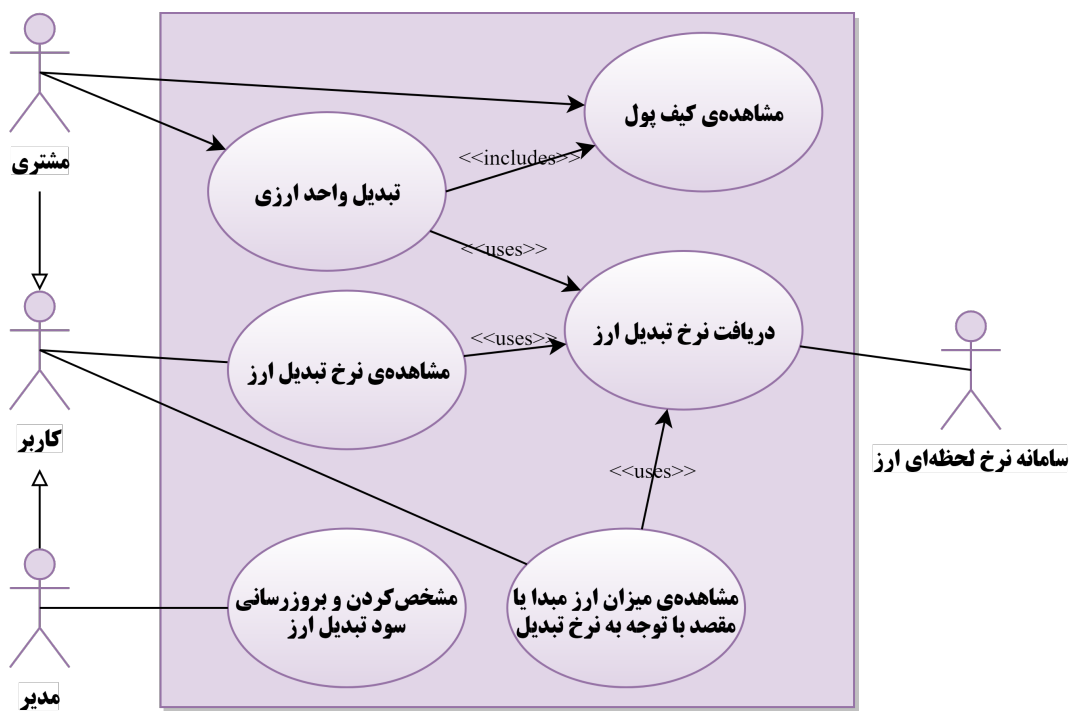 مشتری
مشاهده‌ی کیف پول
<<includes>>
تبدیل واحد ارزی
<<uses>>
دریافت نرخ تبدیل ارز
<<uses>>
مشاهده‌ی نرخ تبدیل ارز
کاربر
سامانه نرخ لحظه‌ای ارز
<<uses>>
مشخص‌کردن و بروزرسانی
سود تبدیل ارز
مشاهده‌ی میزان ارز مبدا یا
مقصد با توجه به نرخ تبدیل
مدیر